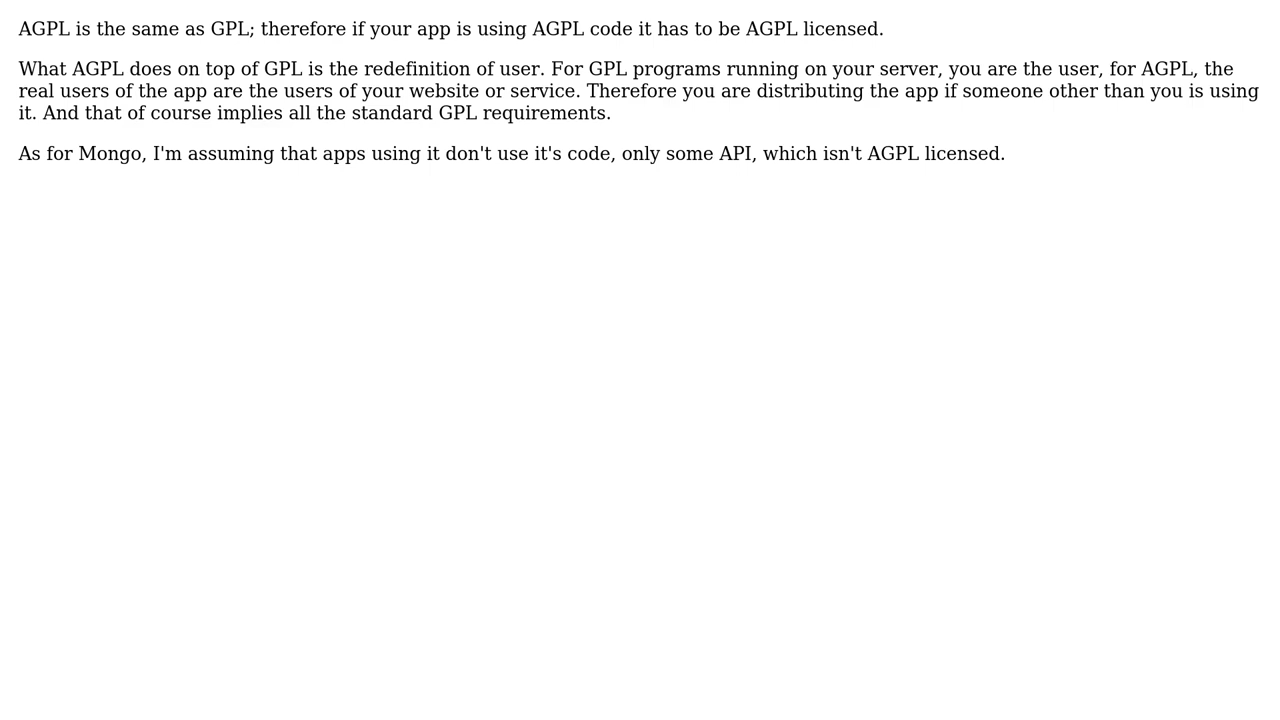 AGPL is the same as GPL; therefore if your app is using AGPL code it has to be AGPL licensed.
What AGPL does on top of GPL is the redefinition of user. For GPL programs running on your server, you are the user, for AGPL, the
real users of the app are the users of your website or service. Therefore you are distributing the app if someone other than you is using
it. And that of course implies all the standard GPL requirements.
As for Mongo, I'm assuming that apps using it don't use it's code, only some API, which isn't AGPL licensed.